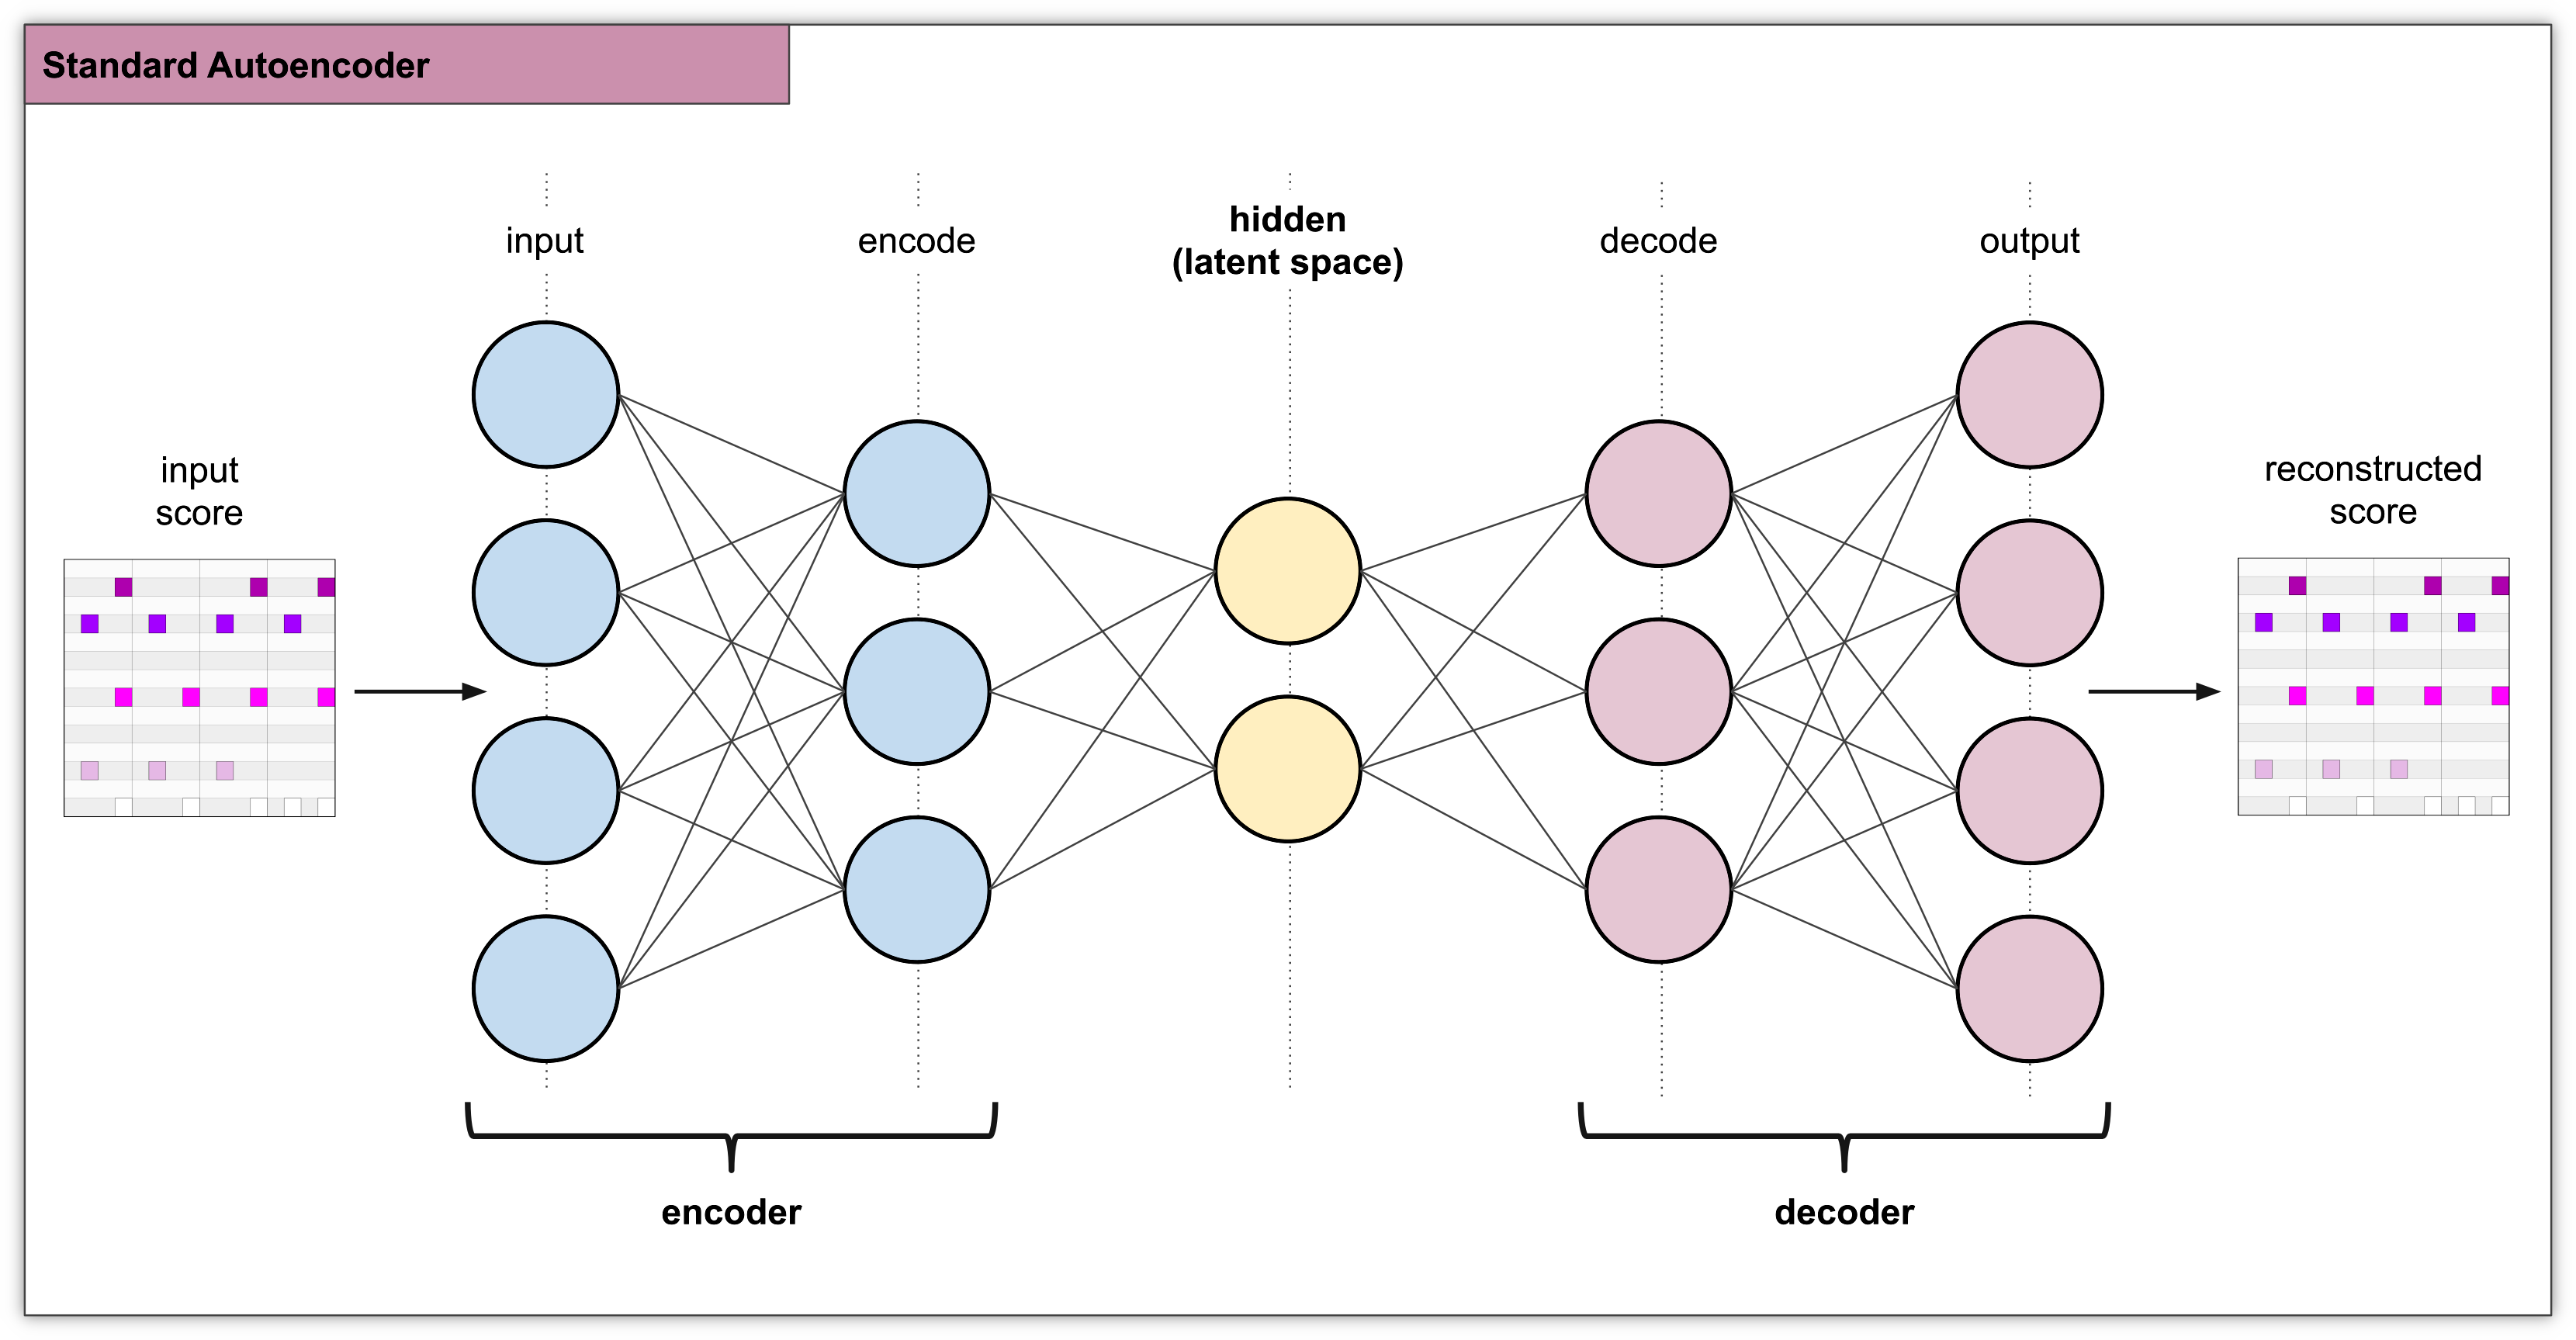 Standard Autoencoder
input
encode
hidden
(latent space)
decode
output
input
score
reconstructed
score
encoder
decoder